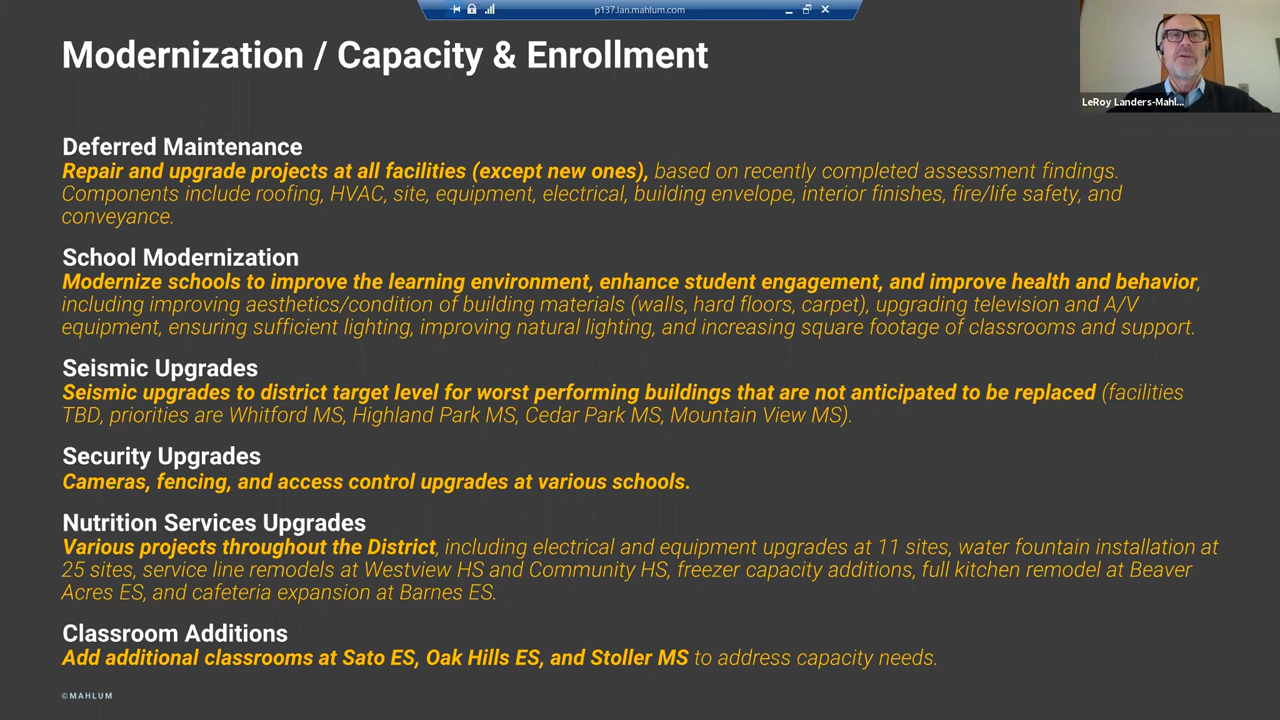 p137.lan.mahlum.com
Modernization / Capacity & Enrollment
LeRoy Landers-Mahl...
Deferred Maintenance
Repair and upgrade projects at all facilities (except new ones), based on recently completed assessment findings.
Components include roofing, HVAC, site, equipment, electrical, building envelope, interior finishes, fire/life safety, and
conveyance.
School Modernization
Modernize schools to improve the learning environment, enhance student engagement, and improve health and behavior,
including improving aesthetics/condition of building materials (walls, hard floors, carpet), upgrading television and A/V
equipment, ensuring sufficient lighting, improving natural lighting, and increasing square footage of classrooms and support.
Seismic Upgrades
Seismic upgrades to district target level for worst performing buildings that are not anticipated to be replaced (facilities
TBD, priorities are Whitford MS, Highland Park MS, Cedar Park MS, Mountain View MS).
Security Upgrades
Cameras, fencing, and access control upgrades at various schools.
Nutrition Services Upgrades
Various projects throughout the District, including electrical and equipment upgrades at 11 sites, water fountain installation at
25 sites, service line remodels at Westview HS and Community HS, freezer capacity additions, full kitchen remodel at Beaver
Acres ES, and cafeteria expansion at Barnes ES.
Classroom Additions
Add additional classrooms at Sato ES, Oak Hills ES, and Stoller MS to address capacity needs.
©MAHLUM